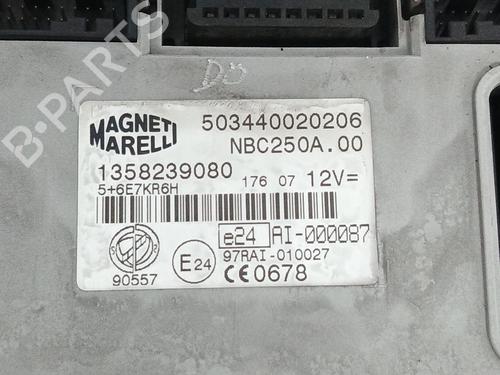 B-PARTS
DJ
MAGNETI
MARELLI
503440020206
NBC250A.00
1358239080
176 07 12V=
5+6E7KR6H
e24 AI-000087
97RAI-010027
E24
90557
CE0678